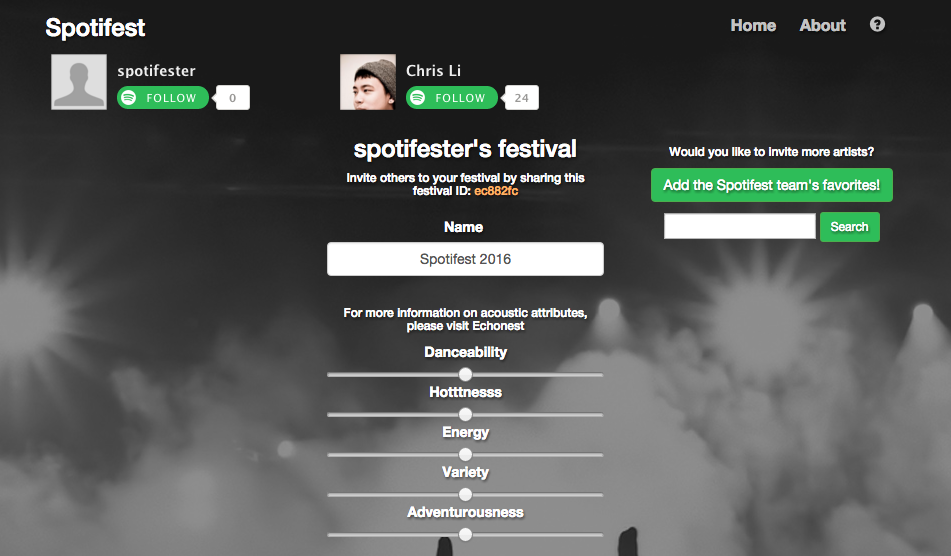 Spotifest
Home
About
?
spotifester
FOLLOW
0
Chris Li
FOLLOW
24
spotifester's festival
Invite others to your festival by sharing this
festival ID: ec882fc
Name
Spotifest 2016
For more information on acoustic attributes,
please visit Echonest
Danceability
Hotttnesss
Energy
Variety
Adventurousness
Would you like to invite more artists?
Add the Spotifest team's favorites!
Search